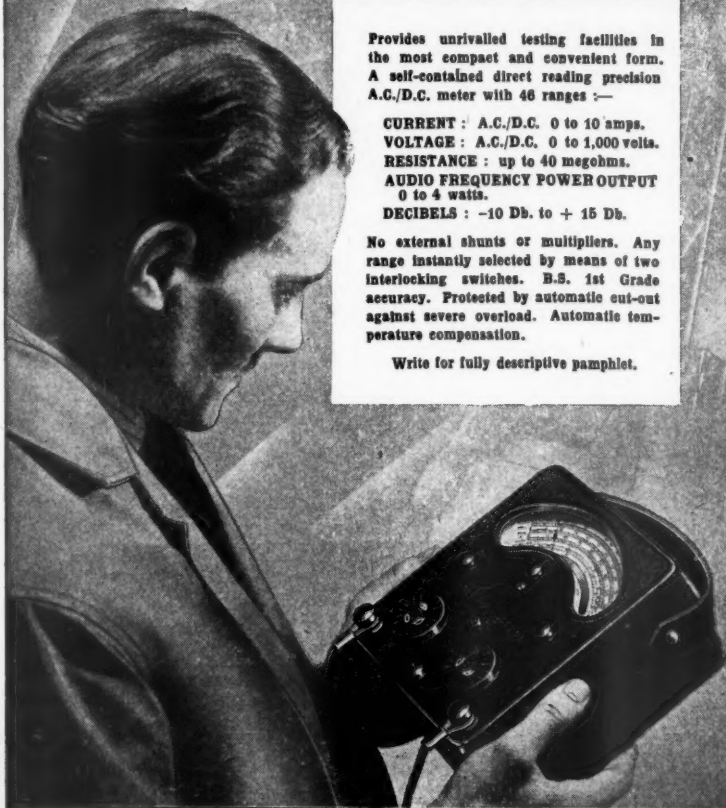 Provides unrivalled testing facilities in
the most compact and convenient form.
A self-contained direct reading precision
A.C./D.C. meter with 46 ranges :—
CURRENT : A.C./D.C. 0 to 10 amps.
VOLTAGE : A.C./D.C. 0 to 1,000 volts.
RESISTANCE : up to 40 megohms.
AUDIO FREQUENCY POWER OUTPUT
0 to 4 watts.
DECIBELS : -10 Db. to + 15 Db.
No external shunts or multipliers. Any
range instantly selected by means of two
interlocking switches. B.S. 1st Grade
accuracy. Protected by automatic cut-out
against severe overload. Automatic tem-
perature compensation.
Write for fully descriptive pamphlet.